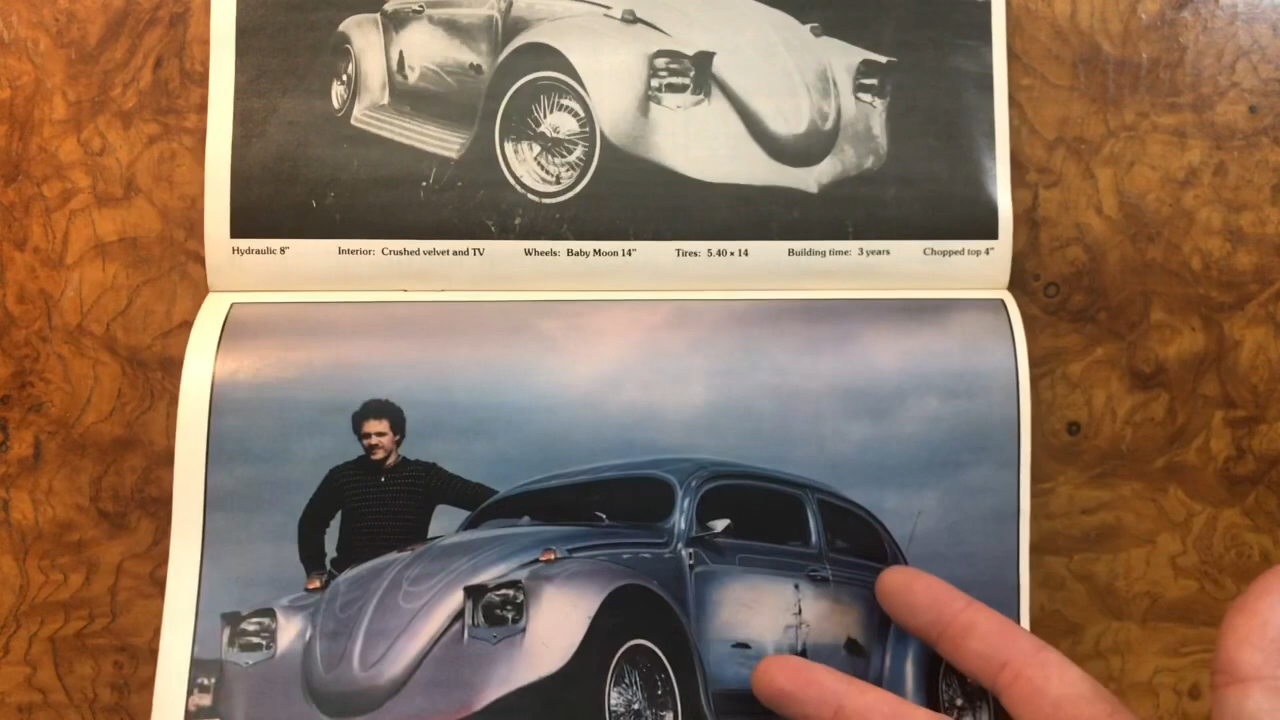 Hydraulic 8" Interior: Crushed velvet and TV Wheels: Baby Moon 14" Tires: 5.40 × 14 Building time: 3 years Chopped top 4"